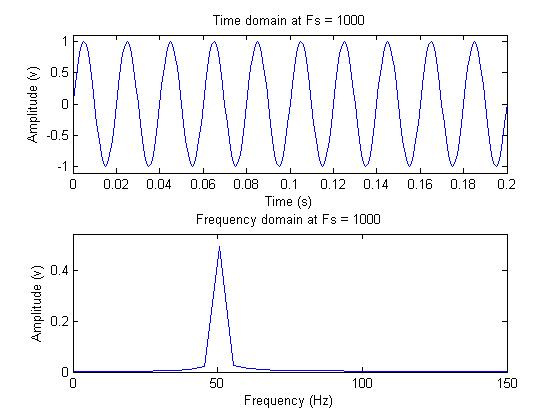 Time domain at Fs = 1000
Amplitude (v)
1
0.5
0
-0.5
-1
0 0.02 0.04 0.06 0.08 0.1 0.12 0.14 0.16 0.18 0.2
Time (s)
Frequency domain at Fs = 1000
Amplitude (v)
0.4
0.2
0
0 50 100 150
Frequency (Hz)